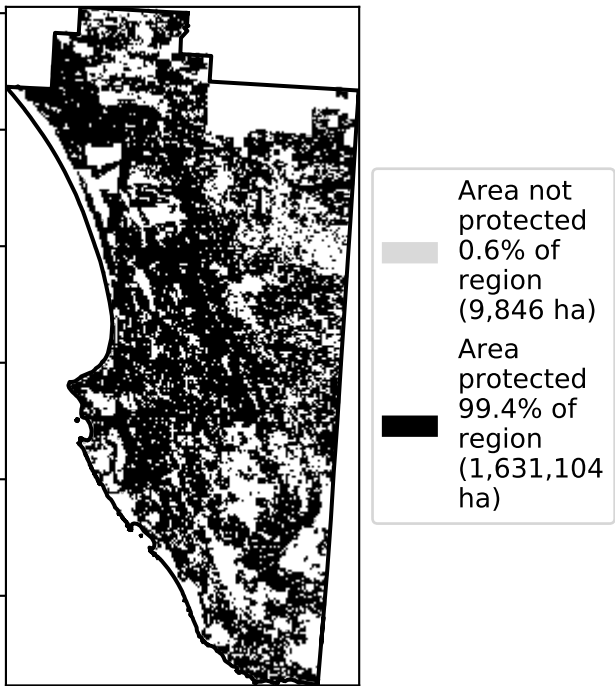 Area not
protected
0.6% of
region
(9,846 ha)
Area
protected
99.4% of
region
(1,631,104
ha)